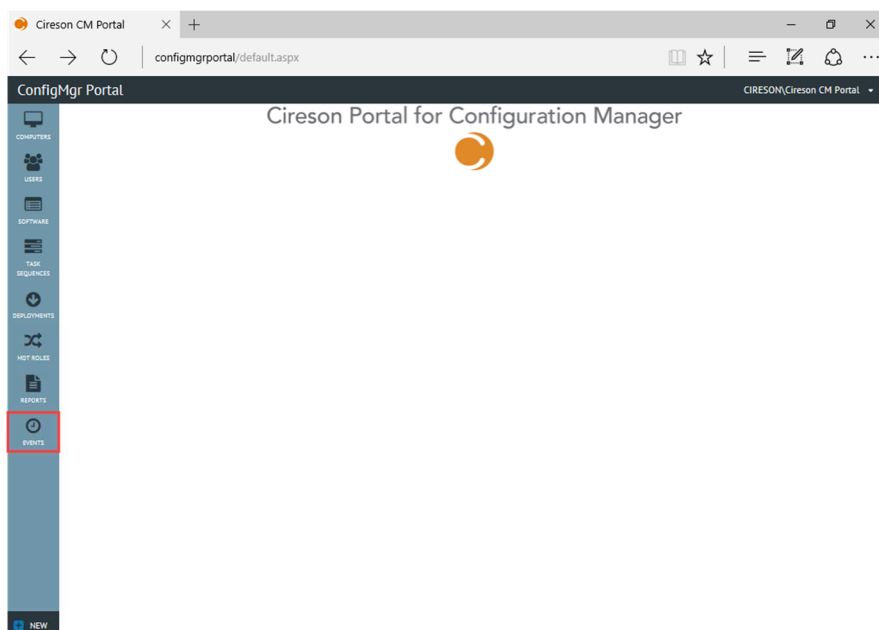 Cireson CM Portal
configmgrportal/default.aspx
ConfigMgr Portal
CIRESON\Cireson CM Portal
Cireson Portal for Configuration Manager
COMPUTERS
USERS
SOFTWARE
TASK
SEQUENCES
DEPLOYMENTS
MDT ROLES
REPORTS
EVENTS
NEW